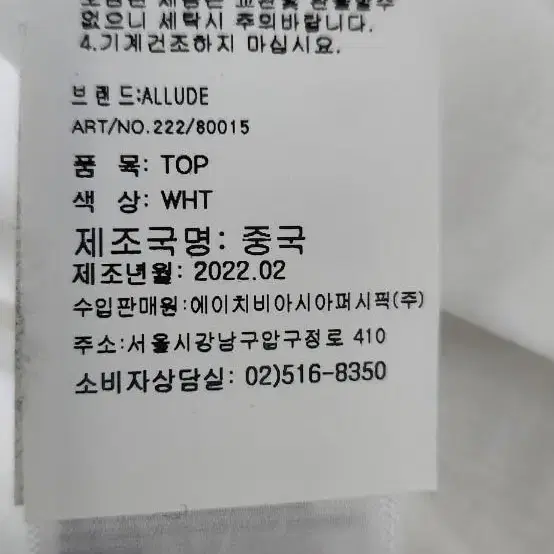 없으니 세탁시 주의바랍니다.
4.기계건조하지 마십시요.
브랜드:ALLUDE
ART/NO.222/80015
품 목: TOP
색 상: WHT
제조국명: 중국
제조년월: 2022.02
수입판매원:에이치비아시아퍼시픽(주)
주소:서울시강남구압구정로 410
소비자상담실: 02)516-8350